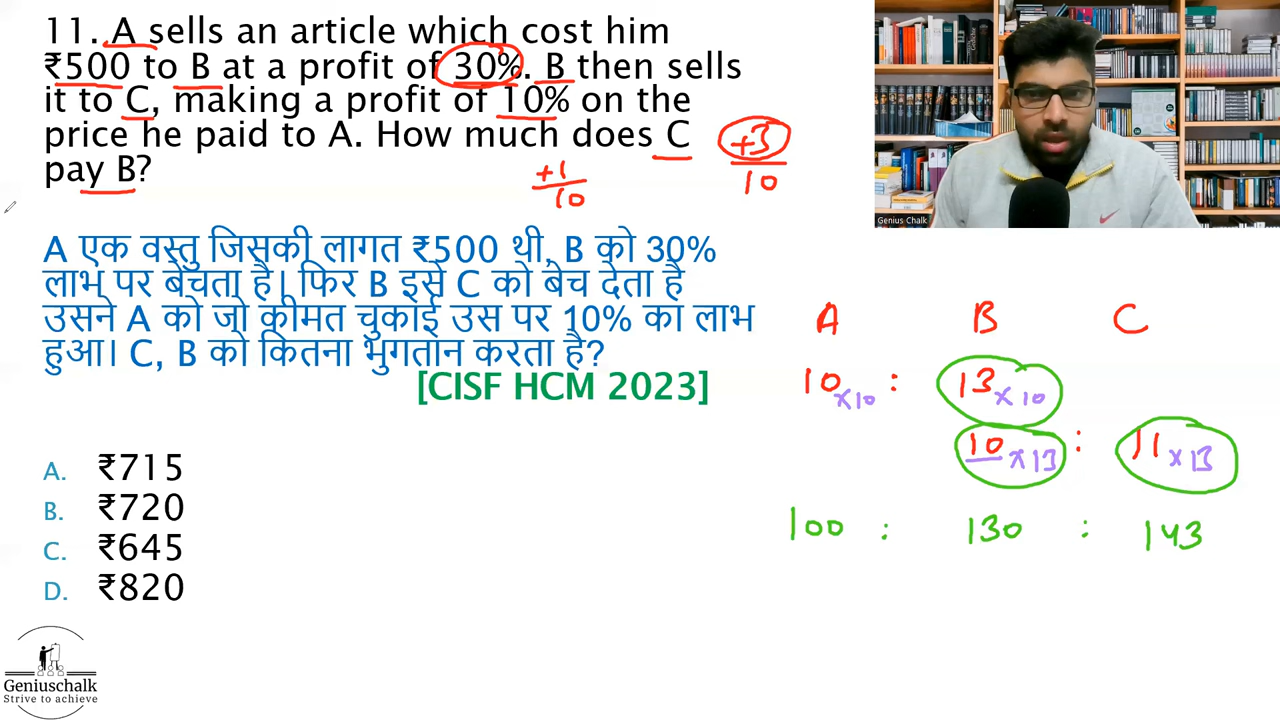 11. A sells an article which cost him
₹500 to B at a profit of 30%. B then sells
it to C, making a profit of 10% on the
price he paid to A. How much does C
pay B?
+3
10
+1
10
Genius Chalk
A एक वस्तु जिसकी लागत ₹500 थी, B को 30%
लाभ पर बेचता है। फिर B इसे C को बेच देता है
उसने A को जो कीमत चुकाई उस पर 10% का लाभ
हुआ। C, B को कितना भुगतान करता है?
[CISF HCM 2023]
A B C
10 ×10 : 13 ×10
10 ×13 : 11 ×13
100 : 130 : 143
A. ₹715
B. ₹720
C. ₹645
D. ₹820
Geniuschalk
Strive to achieve